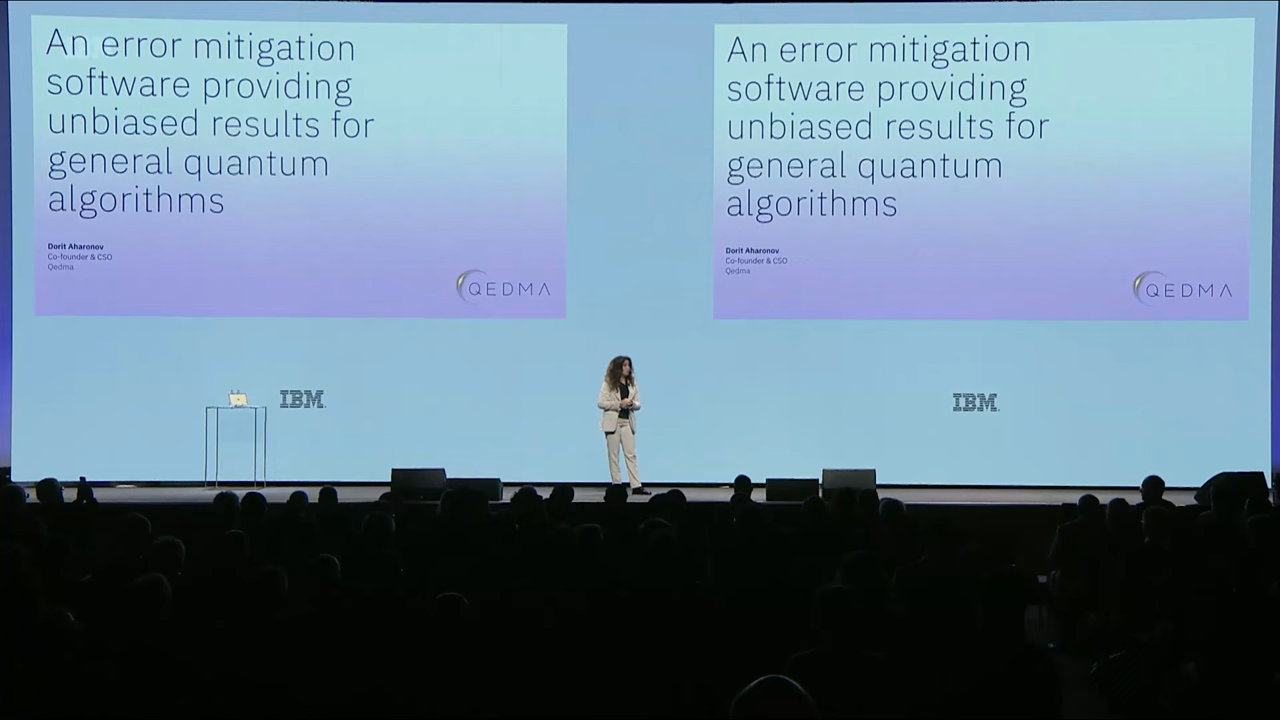 An error mitigation
software providing
unbiased results for
general quantum
algorithms
Dorit Aharonov
Co-founder & CSO
Qedma
QEDMA
An error mitigation
software providing
unbiased results for
general quantum
algorithms
Dorit Aharonov
Co-founder & CSO
Qedma
QEDMA
IBM
IBM